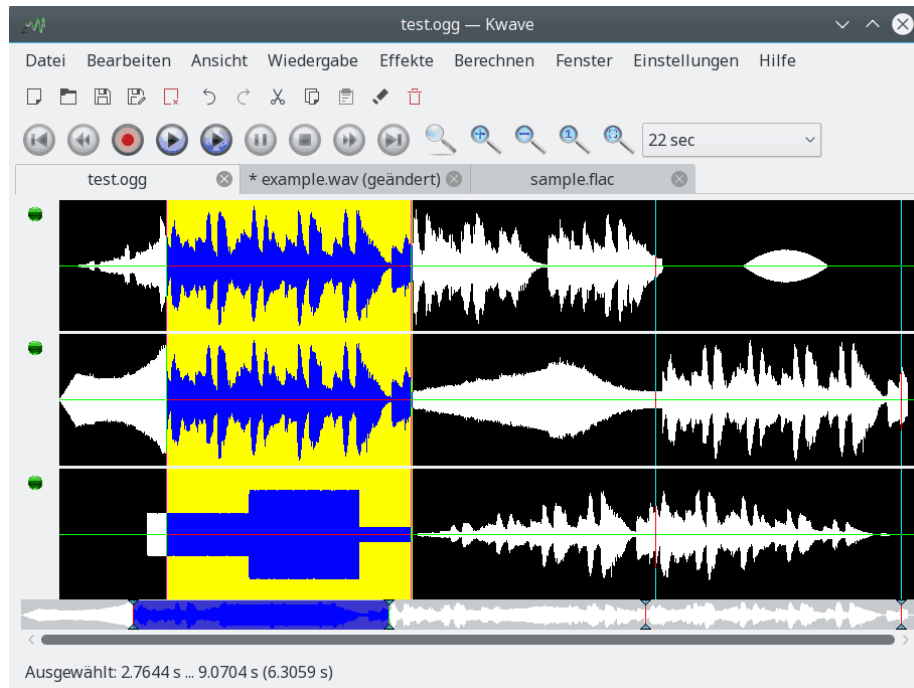 test.ogg — Kwave
Datei Bearbeiten Ansicht Wiedergabe Effekte Berechnen Fenster Einstellungen Hilfe
1
22 sec
test.ogg * example.wav (geändert) sample.flac
Ausgewählt: 2.7644 s ... 9.0704 s (6.3059 s)